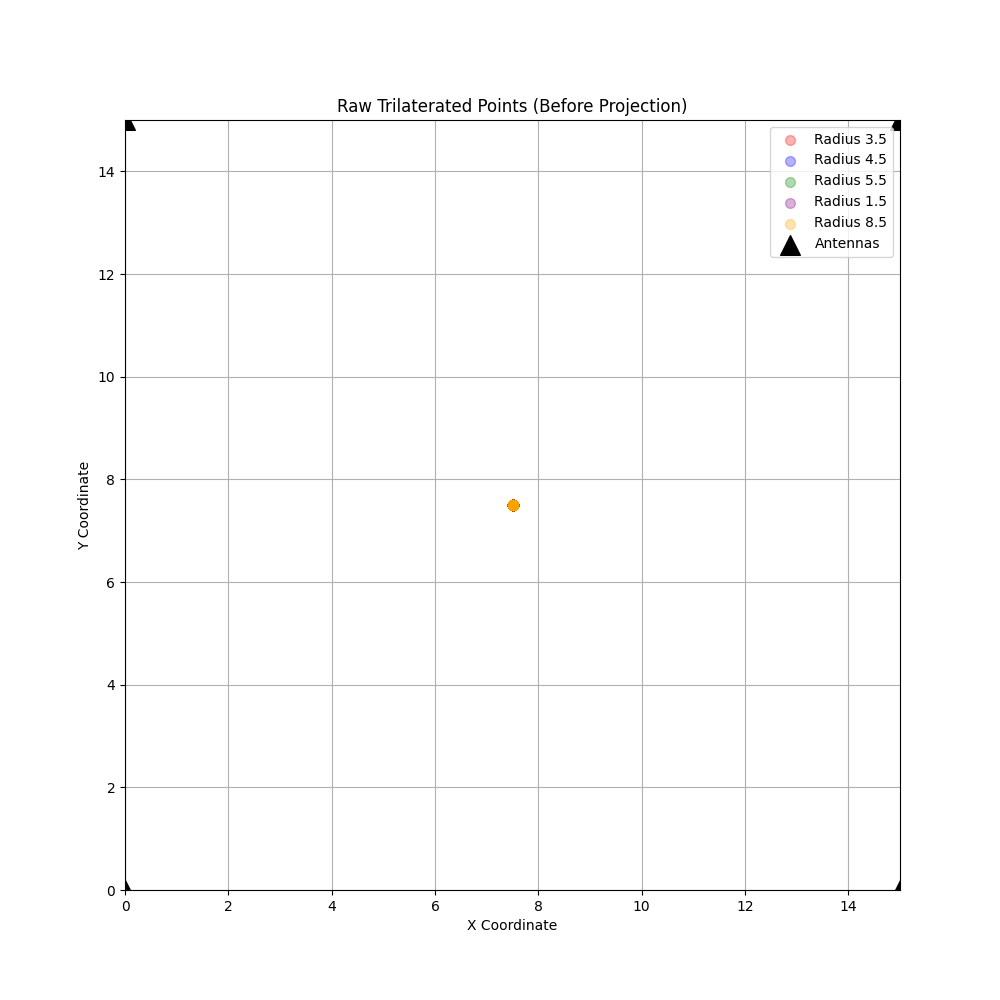 Raw Trilaterated Points (Before Projection)
Radius 3.5
Radius 4.5
Radius 5.5
Radius 1.5
Radius 8.5
Antennas
14
12
10
8
6
4
2
0
Y Coordinate
0 2 4 6 8 10 12 14
X Coordinate